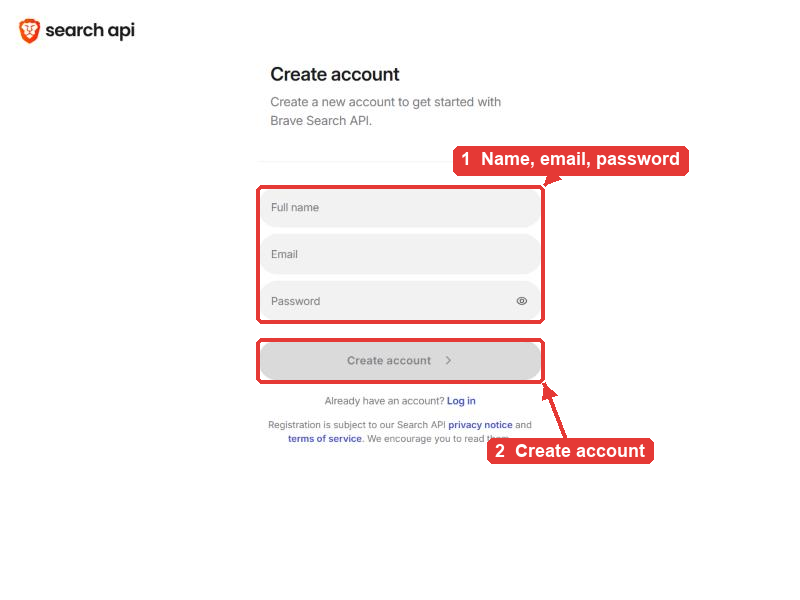 search api
Create account
Create a new account to get started with
Brave Search API.
1 Name, email, password
Full name
Email
Password
Create account
Already have an account? Log in
Registration is subject to our Search API privacy notice and
terms of service. We encourage you to read
2 Create account